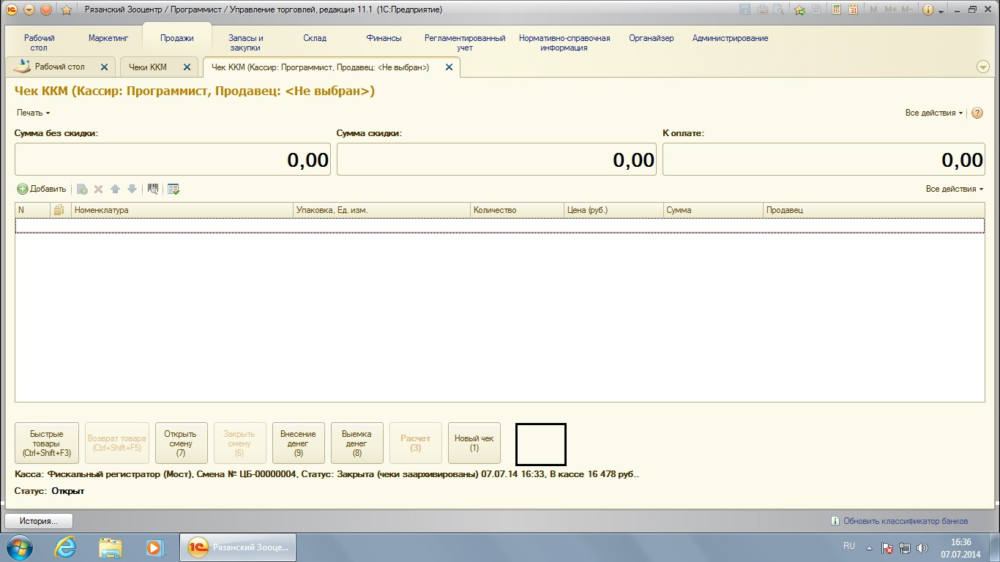 Рязанский Зооцентр / Программист / Управление торговлей, редакция 11.1 (1С:Предприятие)
31 M M+ M-
Рабочий стол
Маркетинг
Продажи
Запасы и закупки
Склад
Финансы
Регламентированный учет
Нормативно-справочная информация
Органайзер
Администрирование
Рабочий стол
Чеки ККМ
Чек ККМ (Кассир: Программист, Продавец: <Не выбран>)
Чек ККМ (Кассир: Программист, Продавец: <Не выбран>)
Печать
Все действия
?
Сумма без скидки:
Сумма скидки:
К оплате:
0,00
0,00
0,00
Добавить
Все действия
N
Номенклатура
Упаковка, Ед. изм.
Количество
Цена (руб.)
Сумма
Продавец
Быстрые товары (Ctrl+Shift+F3)
Возврат товара (Ctrl+Shift+F5)
Открыть смену (7)
Закрыть смену (6)
Внесение денег (9)
Выемка денег (8)
Расчет (3)
Новый чек (1)
Касса: Фискальный регистратор (Мост), Смена № ЦБ-00000004, Статус: Закрыта (чеки заархивированы) 07.07.14 16:33, В кассе 16 478 руб..
Статус: Открыт
История...
Обновить классификатор банков
1С Рязанский Зооце...
RU
16:36
07.07.2014